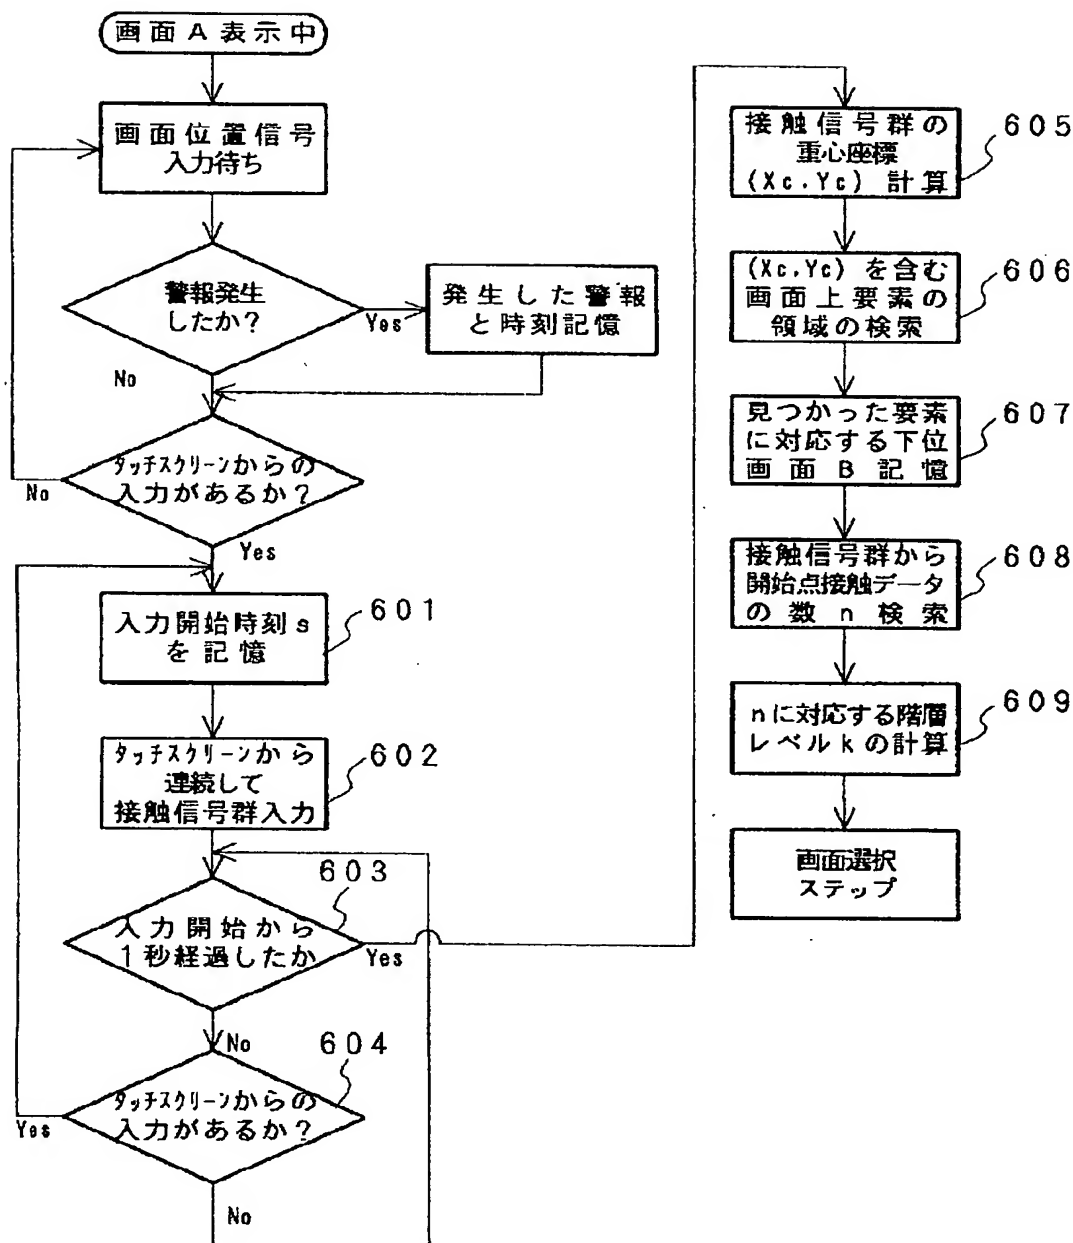 画面A表示中
画面位置信号
入力待ち
警報発生
したか?
Yes
発生した警報
と時刻記憶
No
タッチスクリーンからの
入力があるか?
No
Yes
入力開始時刻s
を記憶
601
タッチスクリーンから
連続して
接触信号群入力
602
603
入力開始から
1秒経過したか
Yes
No
604
タッチスクリーンからの
入力があるか?
Yes
No
接触信号群の
重心座標
(Xc.Yc)計算
605
(Xc.Yc)を含む
画面上要素の
領域の検索
606
見つかった要素
に対応する下位
画面B記憶
607
接触信号群から
開始点接触データ
の数n検索
608
nに対応する階層
レベルkの計算
609
画面選択
ステップ